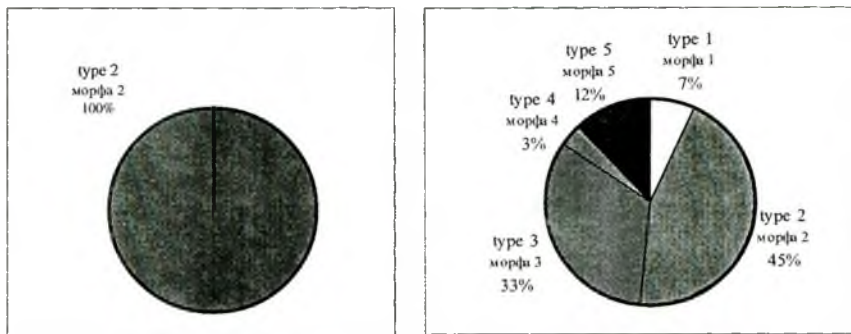 type 2
морфа 2
100%
type 1
морфа 1
7%
type 2
морфа 2
45%
type 3
морфа 3
33%
type 4
морфа 4
3%
type 5
морфа 5
12%